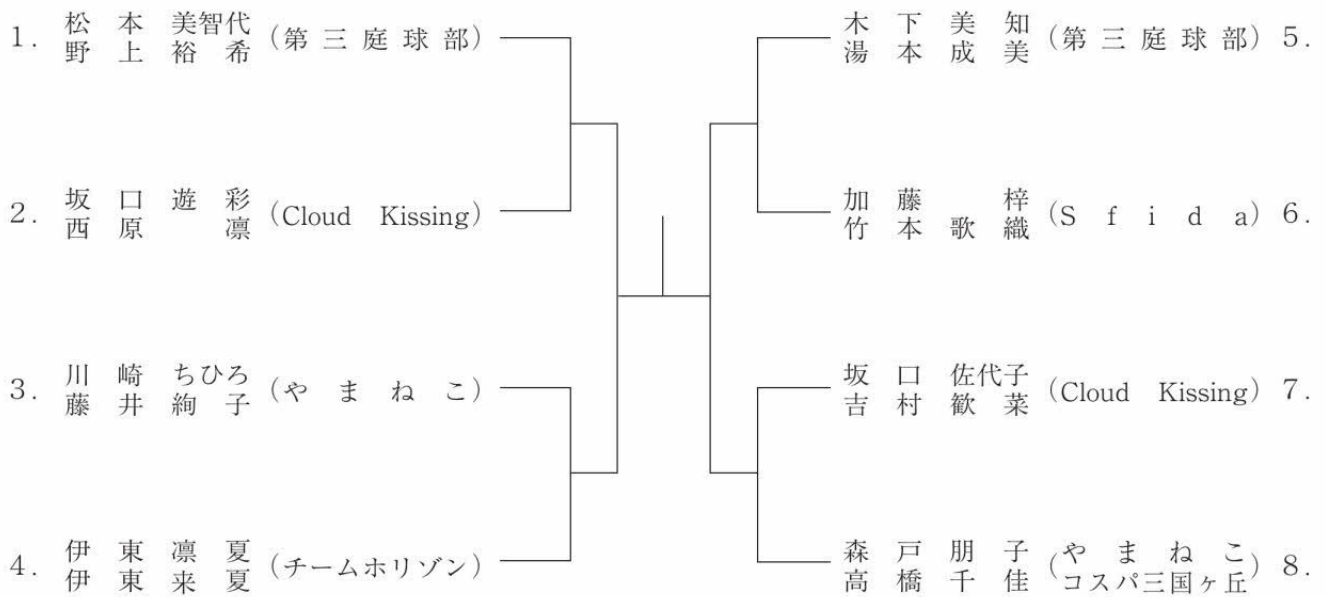 1. 松本 美智代 (第三庭球部)
野上 裕希
2. 坂口 遊彩 (Cloud Kissing)
西原 凛
3. 川崎 ちひろ (やまねこ)
藤井 絢子
4. 伊東 凛夏 (チームホリゾン)
伊東 来夏
木下 美知 (第三庭球部) 5.
湯本 成美
加藤 梓 (Sfida) 6.
竹本 歌織
坂口 佐代子 (Cloud Kissing) 7.
吉村 歓菜
森戸 朋子 (やまねこ
高橋 千佳 コスパ三国ヶ丘) 8.